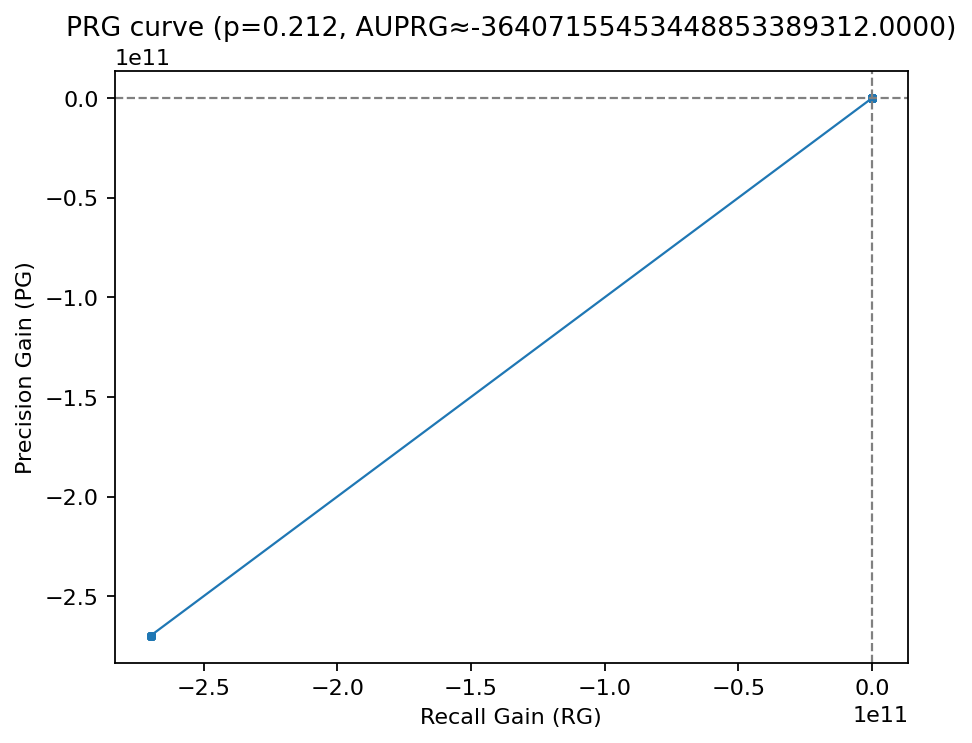 PRG curve (p=0.212, AUPRG≈-36407155453448853389312.0000)
1e11
0.0
−0.5
−1.0
−1.5
−2.0
−2.5
Precision Gain (PG)
−2.5 −2.0 −1.5 −1.0 −0.5 0.0
1e11
Recall Gain (RG)